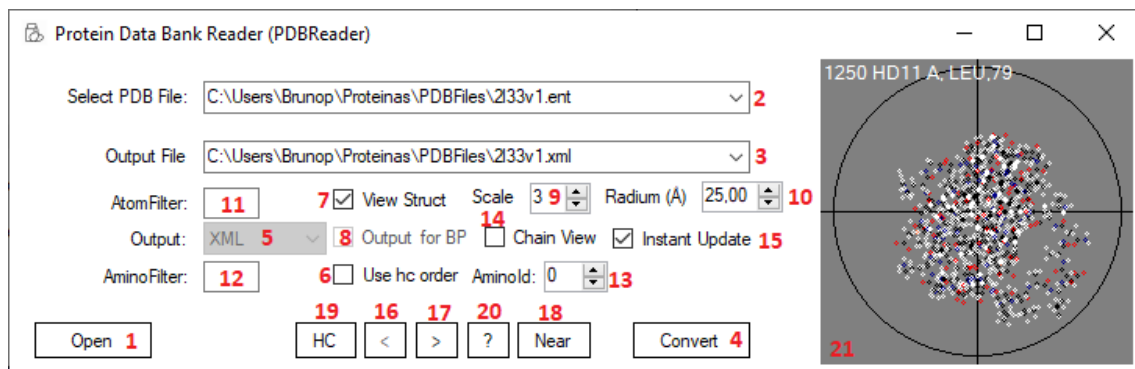 Protein Data Bank Reader (PDBReader)
1250 HD11 A, LEU,79
Select PDB File: C:\Users\Brunop\Proteinas\PDBFiles\2l33v1.ent 2
Output File C:\Users\Brunop\Proteinas\PDBFiles\2l33v1.xml 3
AtomFilter: 11 7 View Struct Scale 3 9 Radium (Å) 25,00 10
Output: XML 5 8 Output for BP 14 Chain View Instant Update 15
AminoFilter: 12 6 Use hc order AminoId: 0 13
19 16 17 20 18
Open 1 HC < > ? Near Convert 4
21